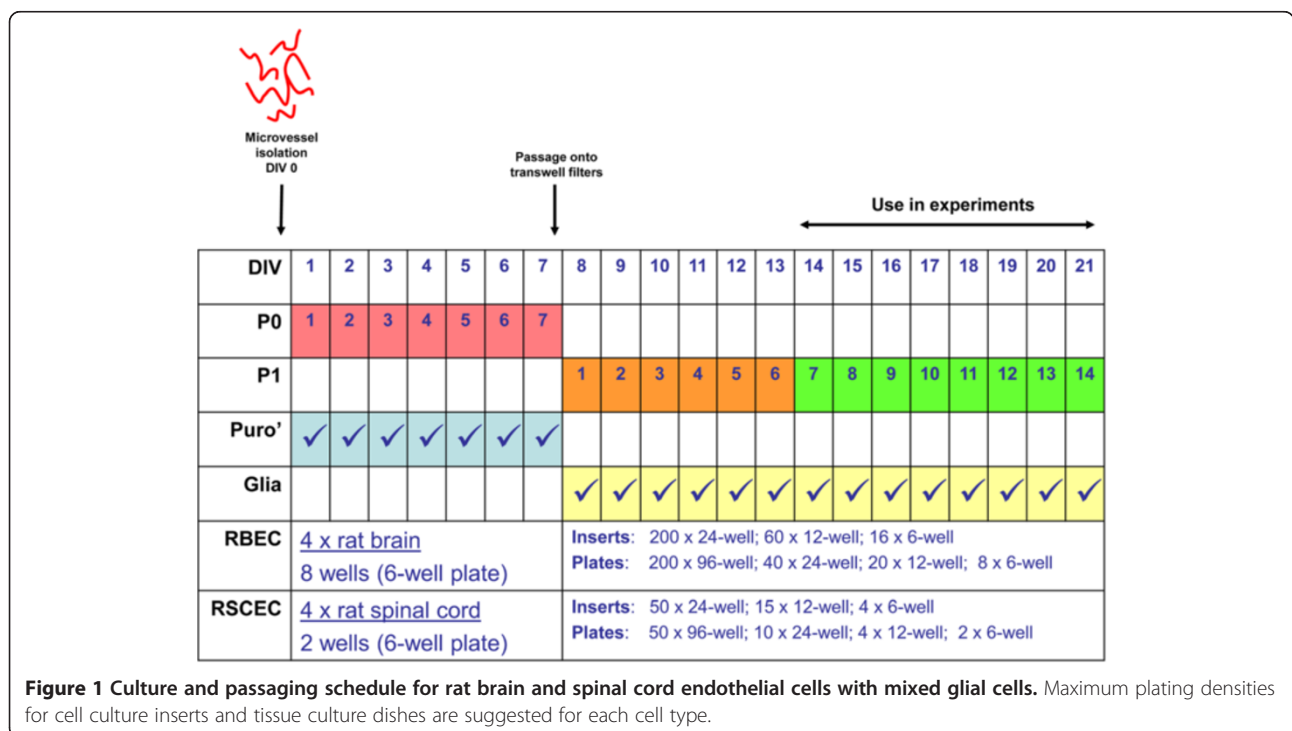 Microvessel
isolation
DIV 0
Passage onto
transwell filters
Use in experiments
DIV 1 2 3 4 5 6 7 8 9 10 11 12 13 14 15 16 17 18 19 20 21
P0 1 2 3 4 5 6 7
P1 1 2 3 4 5 6 7 8 9 10 11 12 13 14
Puro' ✓ ✓ ✓ ✓ ✓ ✓ ✓
Glia ✓ ✓ ✓ ✓ ✓ ✓ ✓ ✓ ✓ ✓ ✓ ✓ ✓ ✓
RBEC
4 x rat brain
8 wells (6-well plate)
Inserts: 200 x 24-well; 60 x 12-well; 16 x 6-well
Plates: 200 x 96-well; 40 x 24-well; 20 x 12-well; 8 x 6-well
RSCEC
4 x rat spinal cord
2 wells (6-well plate)
Inserts: 50 x 24-well; 15 x 12-well; 4 x 6-well
Plates: 50 x 96-well; 10 x 24-well; 4 x 12-well; 2 x 6-well
Figure 1 Culture and passaging schedule for rat brain and spinal cord endothelial cells with mixed glial cells. Maximum plating densities
for cell culture inserts and tissue culture dishes are suggested for each cell type.